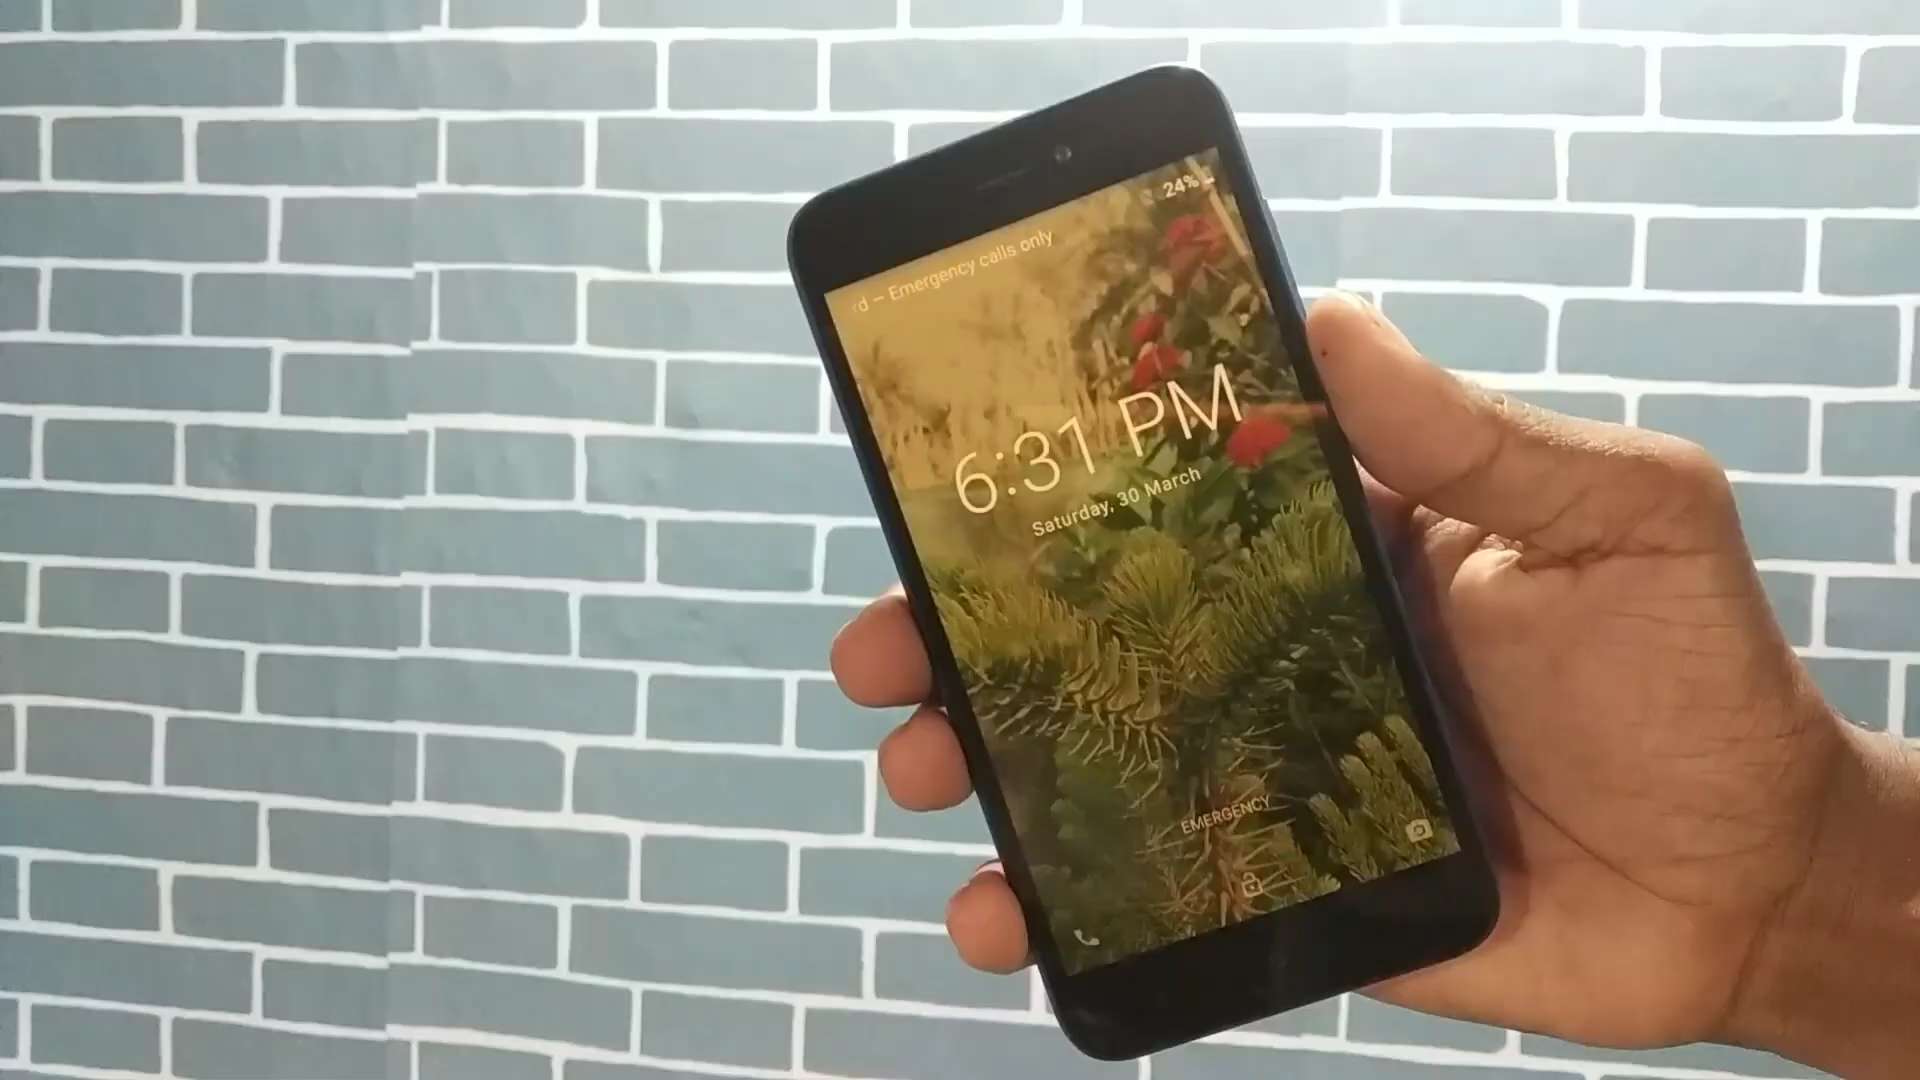 24%
rd – Emergency calls only
6:31 PM
Saturday, 30 March
EMERGENCY